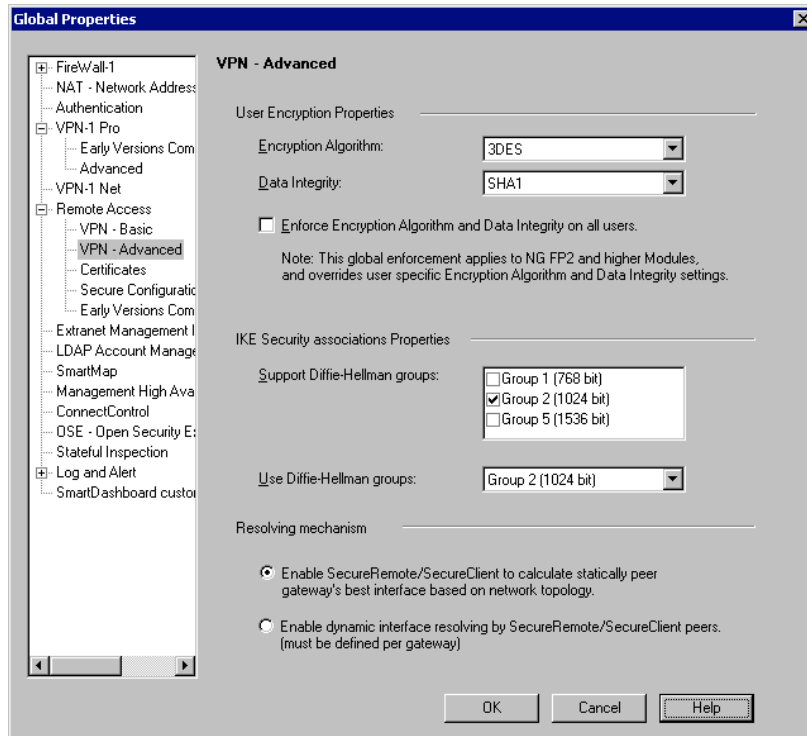 Global Properties
FireWall-1
NAT - Network Address
Authentication
VPN-1 Pro
Early Versions Com
Advanced
VPN-1 Net
Remote Access
VPN - Basic
VPN - Advanced
Certificates
Secure Configuratic
Early Versions Com
Extranet Management I
LDAP Account Manage
SmartMap
Management High Ava
ConnectControl
OSE - Open Security E
Stateful Inspection
Log and Alert
SmartDashboard custor
VPN - Advanced
User Encryption Properties
Encryption Algorithm: 3DES
Data Integrity: SHA1
Enforce Encryption Algorithm and Data Integrity on all users.
Note: This global enforcement applies to NG FP2 and higher Modules,
and overrides user specific Encryption Algorithm and Data Integrity settings.
IKE Security associations Properties
Support Diffie-Hellman groups:
Group 1 (768 bit)
Group 2 (1024 bit)
Group 5 (1536 bit)
Use Diffie-Hellman groups: Group 2 (1024 bit)
Resolving mechanism
Enable SecureRemote/SecureClient to calculate statically peer
gateway's best interface based on network topology.
Enable dynamic interface resolving by SecureRemote/SecureClient peers.
(must be defined per gateway)
OK Cancel Help